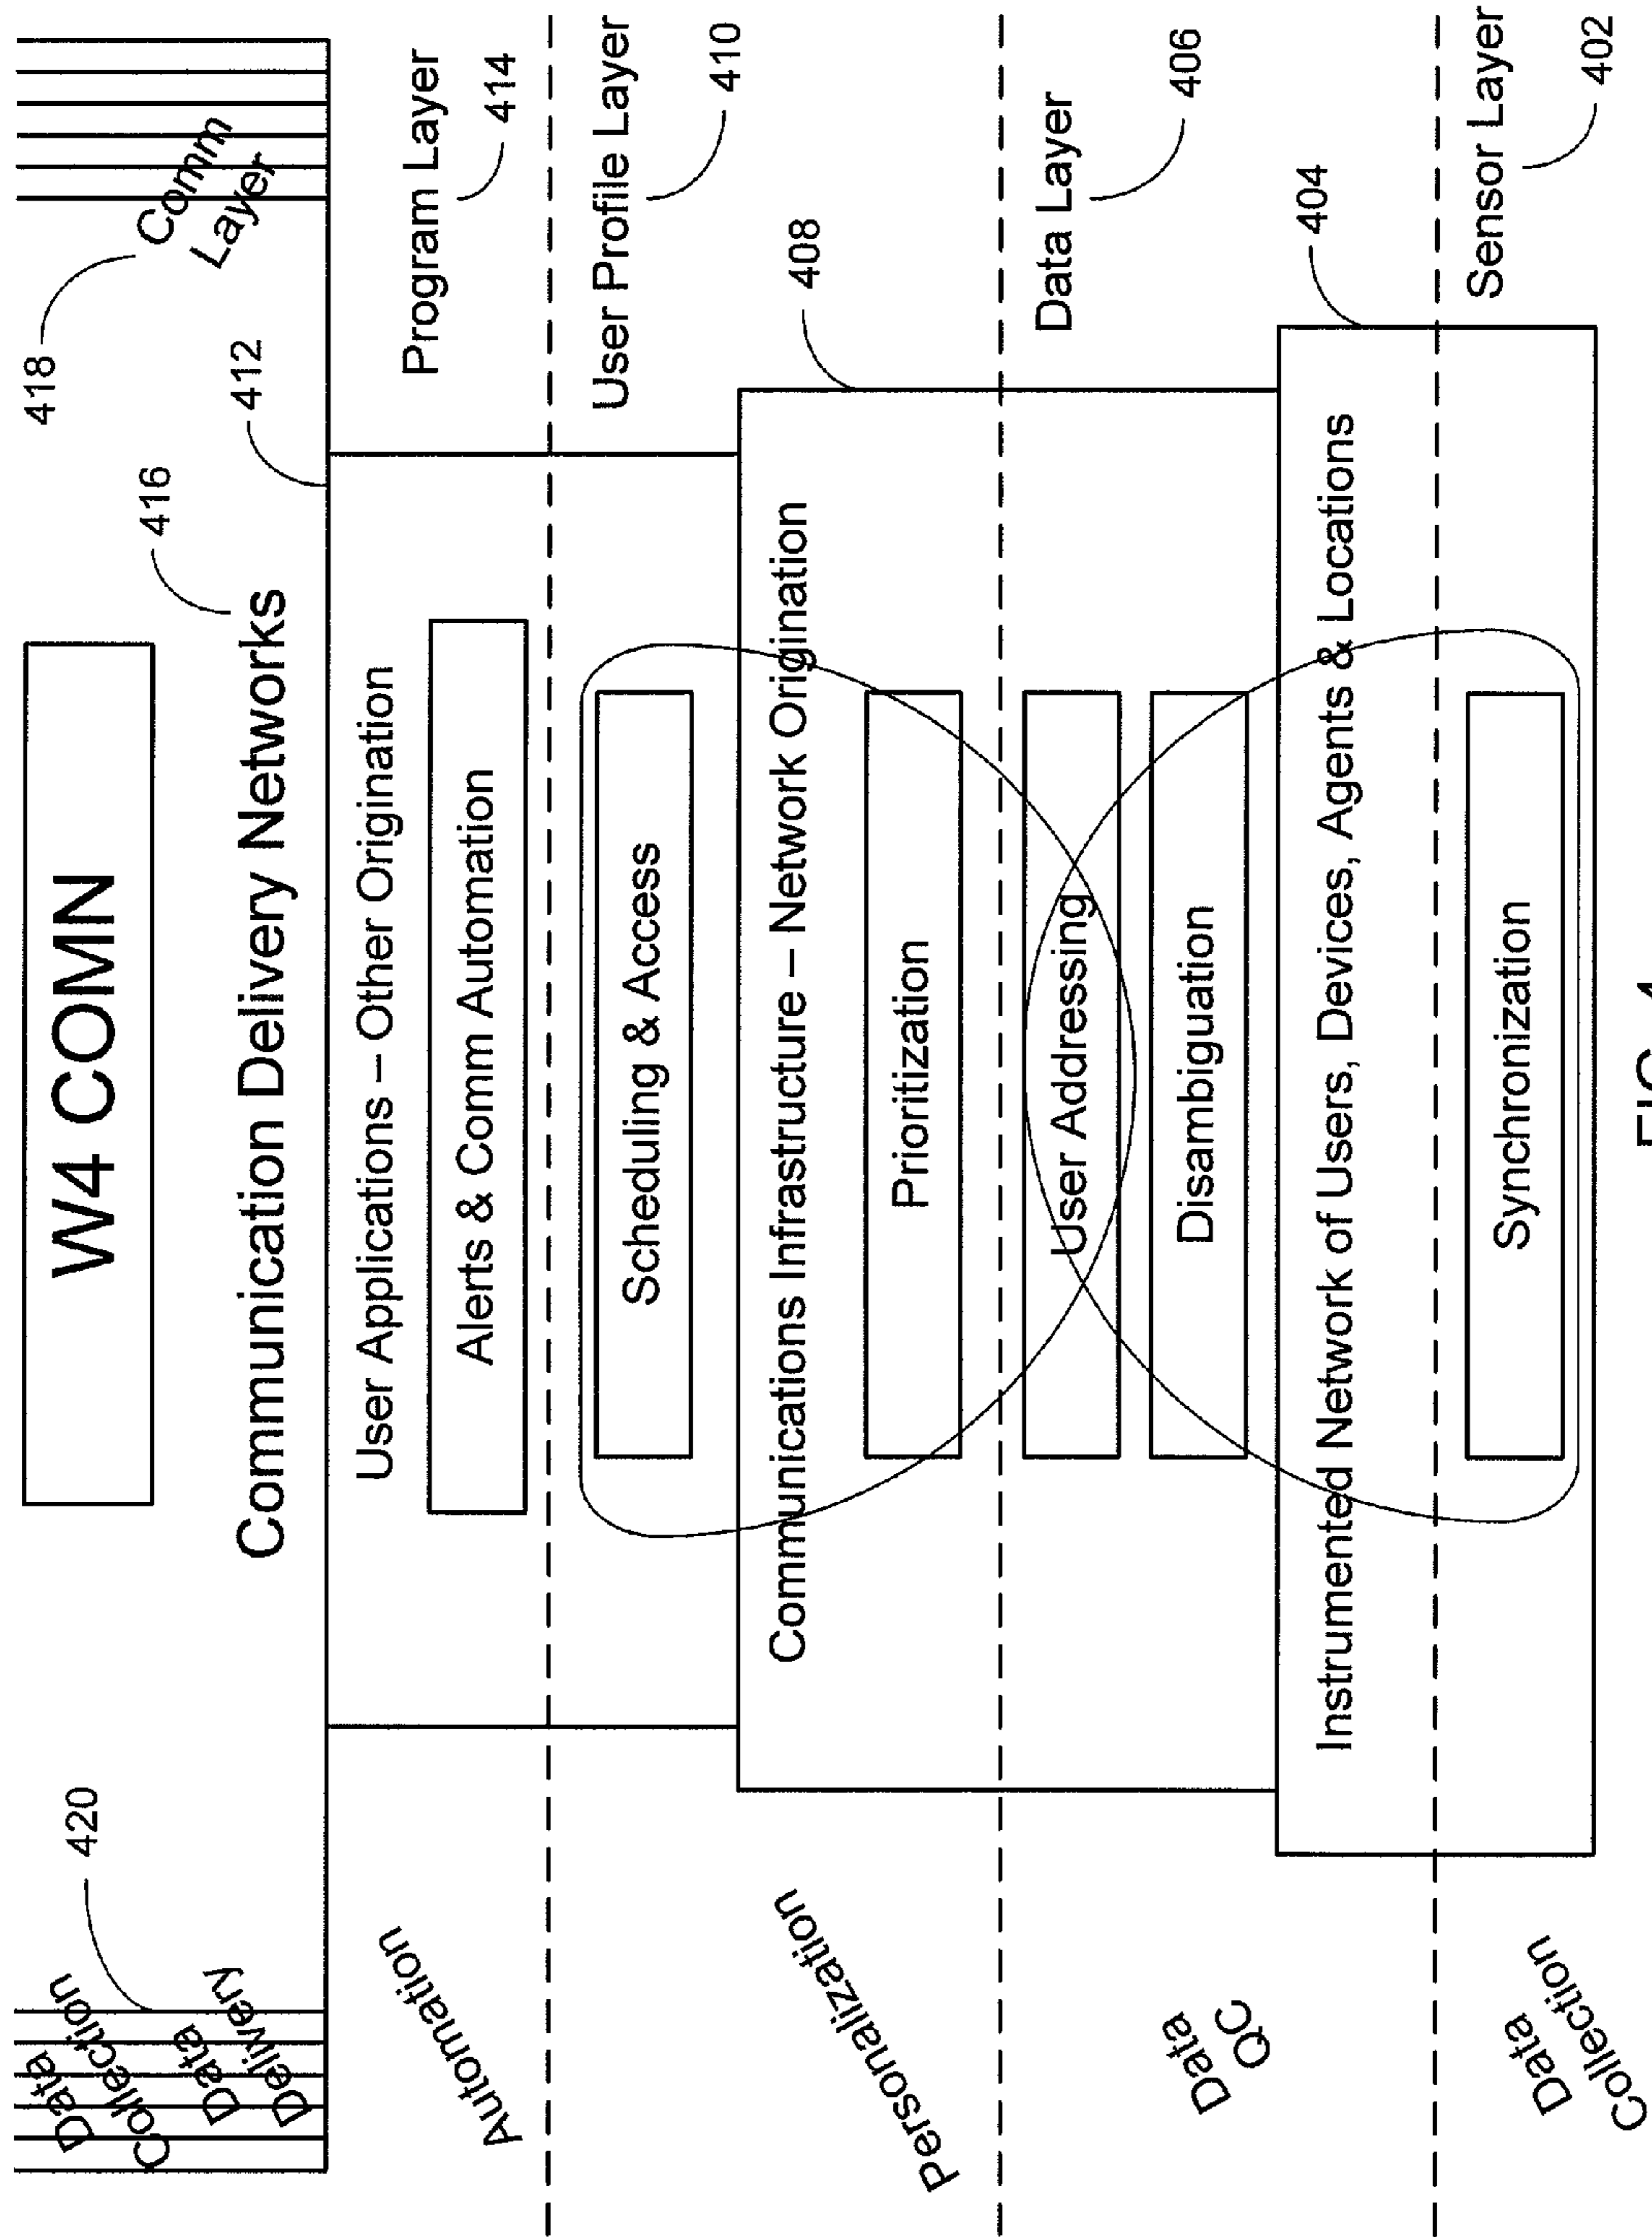 W4 COMN
Communication Delivery Networks
416
418
Comm
Layer
412
420
Data
Collection
Data
Delivery
User Applications – Other Origination
Alerts & Comm Automation
Automation
Program Layer
414
Scheduling & Access
User Profile Layer
410
Communications Infrastructure – Network Origination
408
Prioritization
Personalization
User Addressing
Disambiguation
Data
QC
Data Layer
406
Instrumented Network of Users, Devices, Agents & Locations
404
Synchronization
Data
Collection
Sensor Layer
402